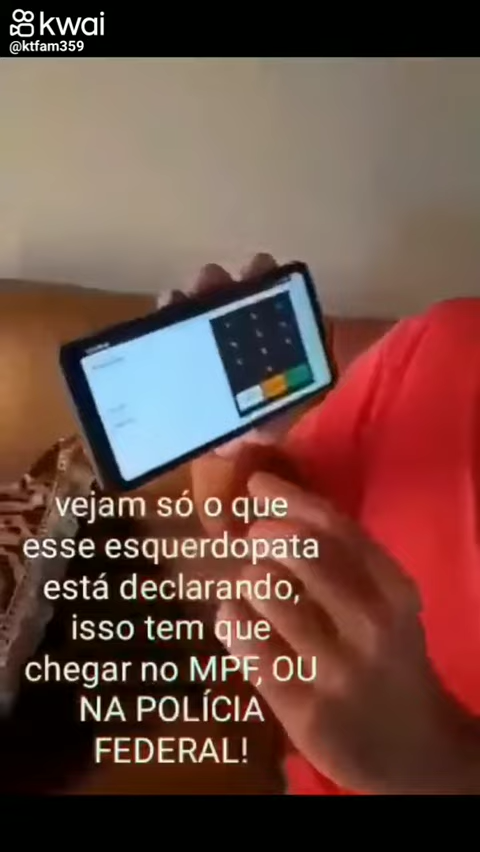 kwai
@ktfam359
vejam só o que
esse esquerdopata
está declarando,
isso tem que
chegar no MPF, OU
NA POLÍCIA
FEDERAL!